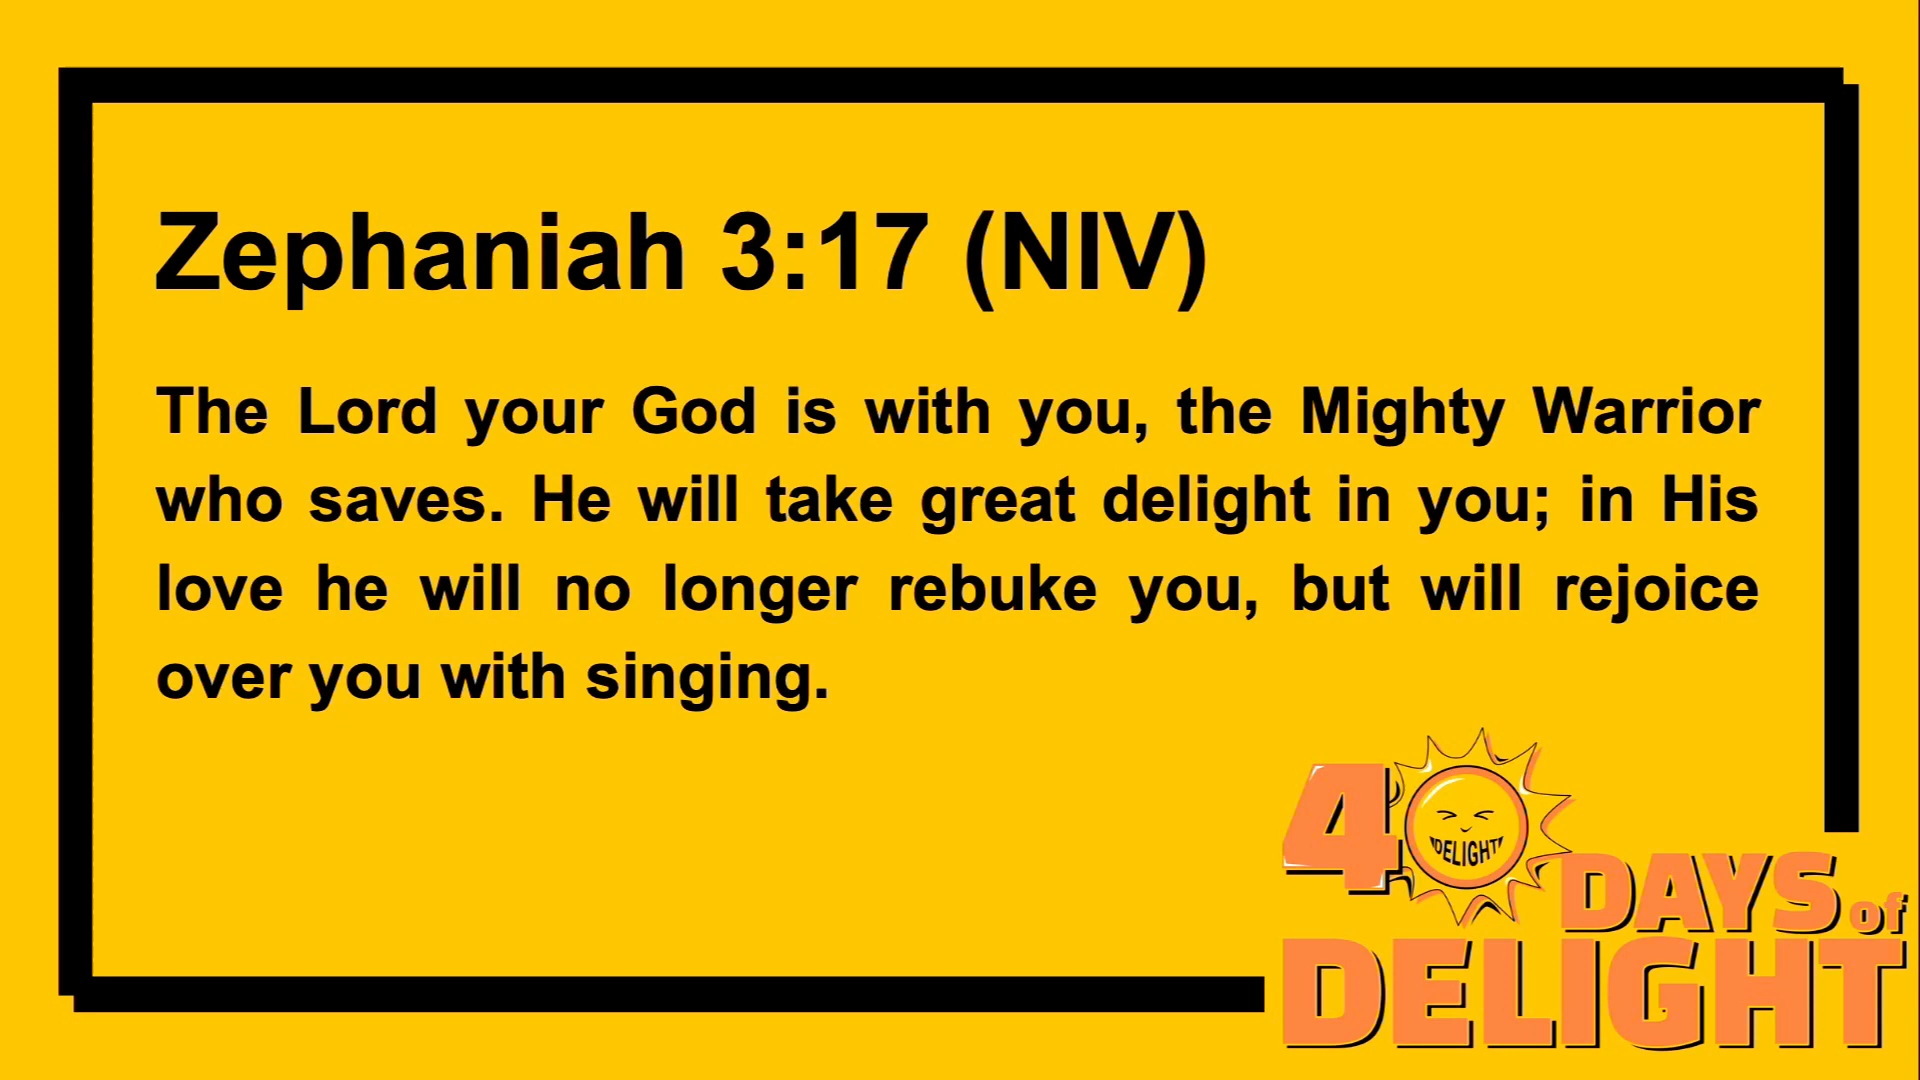 Zephaniah 3:17 (NIV)
The Lord your God is with you, the Mighty Warrior
who saves. He will take great delight in you; in His
love he will no longer rebuke you, but will rejoice
over you with singing.
40 DAYS of
DELIGHT
DELIGHT